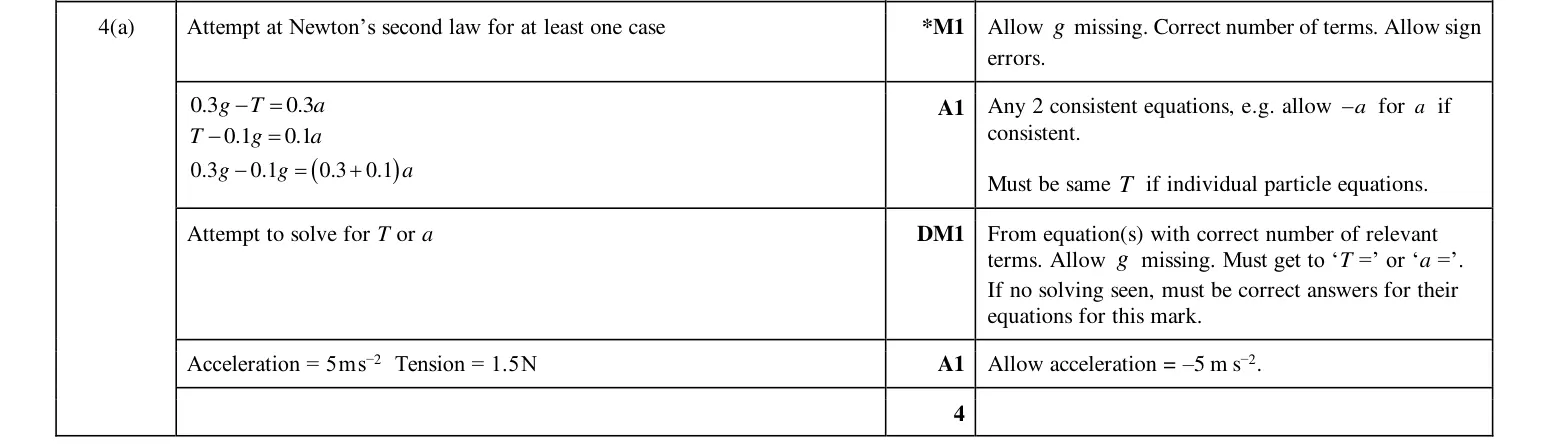 4(a) Attempt at Newton's second law for at least one case *M1 Allow g missing. Correct number of terms. Allow sign
errors.
0.3g − T = 0.3a
T − 0.1g = 0.1a
0.3g − 0.1g = (0.3 + 0.1)a
A1 Any 2 consistent equations, e.g. allow −a for a if
consistent.
Must be same T if individual particle equations.
Attempt to solve for T or a DM1 From equation(s) with correct number of relevant
terms. Allow g missing. Must get to ‘T =’ or ‘a =’.
If no solving seen, must be correct answers for their
equations for this mark.
Acceleration = 5 m s⁻² Tension = 1.5 N A1 Allow acceleration = –5 m s⁻².
4